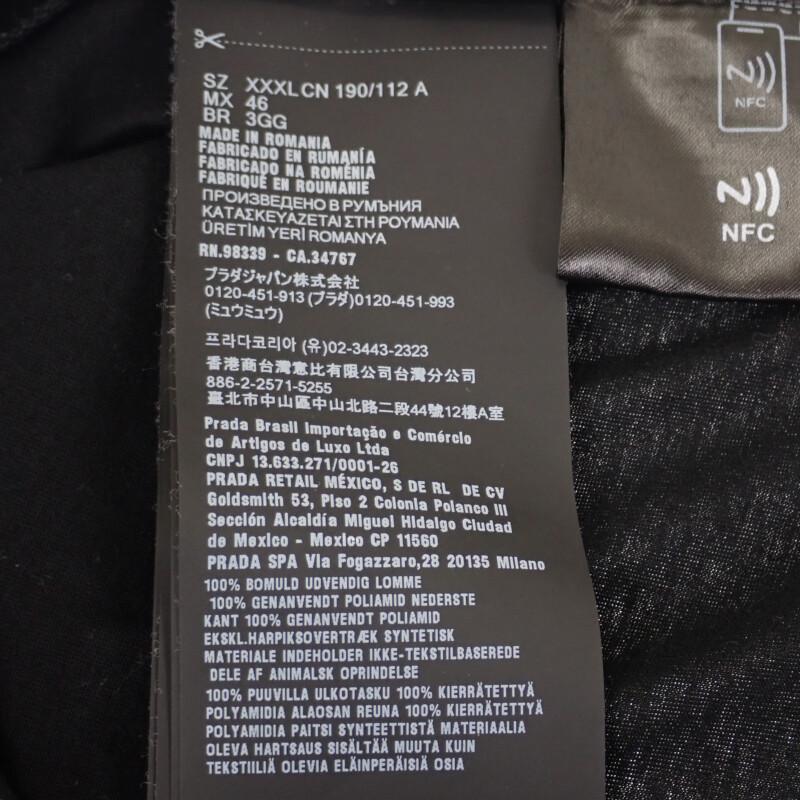 SZ XXXL CN 190/112 A
MX 46
BR 3GG
MADE IN ROMANIA
FABRICADO EN RUMANÍA
FABRICADO NA ROMÉNIA
FABRIQUÉ EN ROUMANIE
ПРОИЗВЕДЕНО В РУМЪНИЯ
ΚΑΤΑΣΚΕΥΑΖΕΤΑΙ ΣΤΗ ΡΟΥΜΑΝΙΑ
ÜRETİM YERİ ROMANYA
RN.98339 - CA.34767
プラダジャパン株式会社
0120-451-913 (プラダ)0120-451-993
(ミュウミュウ)
프라다코리아 (유)02-3443-2323
香港商台灣意比有限公司台灣分公司
886-2-2571-5255
臺北市中山區中山北路二段44號12樓A室
Prada Brasil Importação e Comércio
de Artigos de Luxo Ltda
CNPJ 13.633.271/0001-26
PRADA RETAIL MÉXICO, S DE RL DE CV
Goldsmith 53, Piso 2 Colonia Polanco III
Sección Alcaldía Miguel Hidalgo Ciudad
de Mexico - Mexico CP 11560
PRADA SPA Via Fogazzaro,28 20135 Milano
100% BOMULD UDVENDIG LOMME
100% GENANVENDT POLIAMID NEDERSTE
KANT 100% GENANVENDT POLIAMID
EKSKL.HARPIKSOVERTRÆK SYNTETISK
MATERIALE INDEHOLDER IKKE-TEKSTILBASEREDE
DELE AF ANIMALSK OPRINDELSE
100% PUUVILLA ULKOTASKU 100% KIERRÄTETTYÄ
POLYAMIDIA ALAOSAN REUNA 100% KIERRÄTETTYÄ
POLYAMIDIA PAITSI SYNTEETTISTÄ MATERIAALIA
OLEVA HARTSAUS SISÄLTÄÄ MUUTA KUIN
TEKSTIILIÄ OLEVIA ELÄINPERÄISIÄ OSIA
NFC
NFC